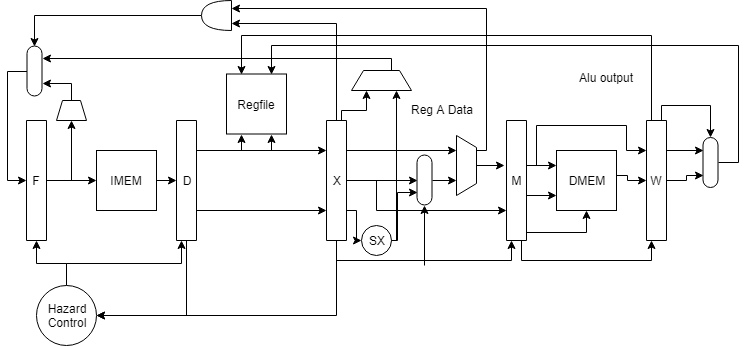 Alu output
Regfile
Reg A Data
F
IMEM
D
X
M
DMEM
W
SX
Hazard
Control